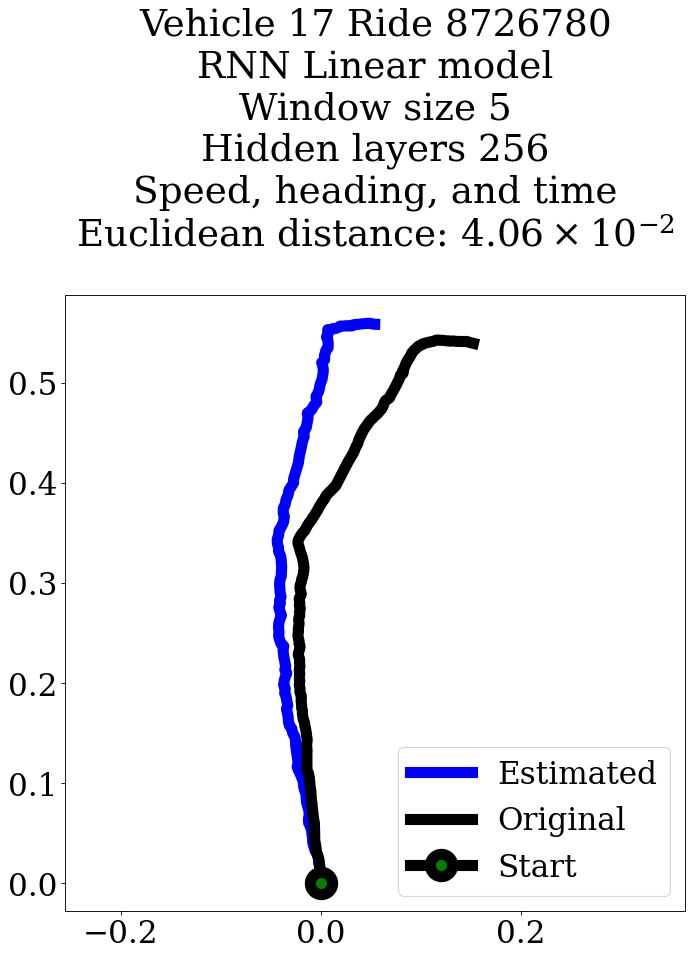 Vehicle 17 Ride 8726780
RNN Linear model
Window size 5
Hidden layers 256
Speed, heading, and time
Euclidean distance: 4.06 × 10⁻²
0.5
0.4
0.3
0.2
0.1
0.0
−0.2
0.0
0.2
Estimated
Original
Start